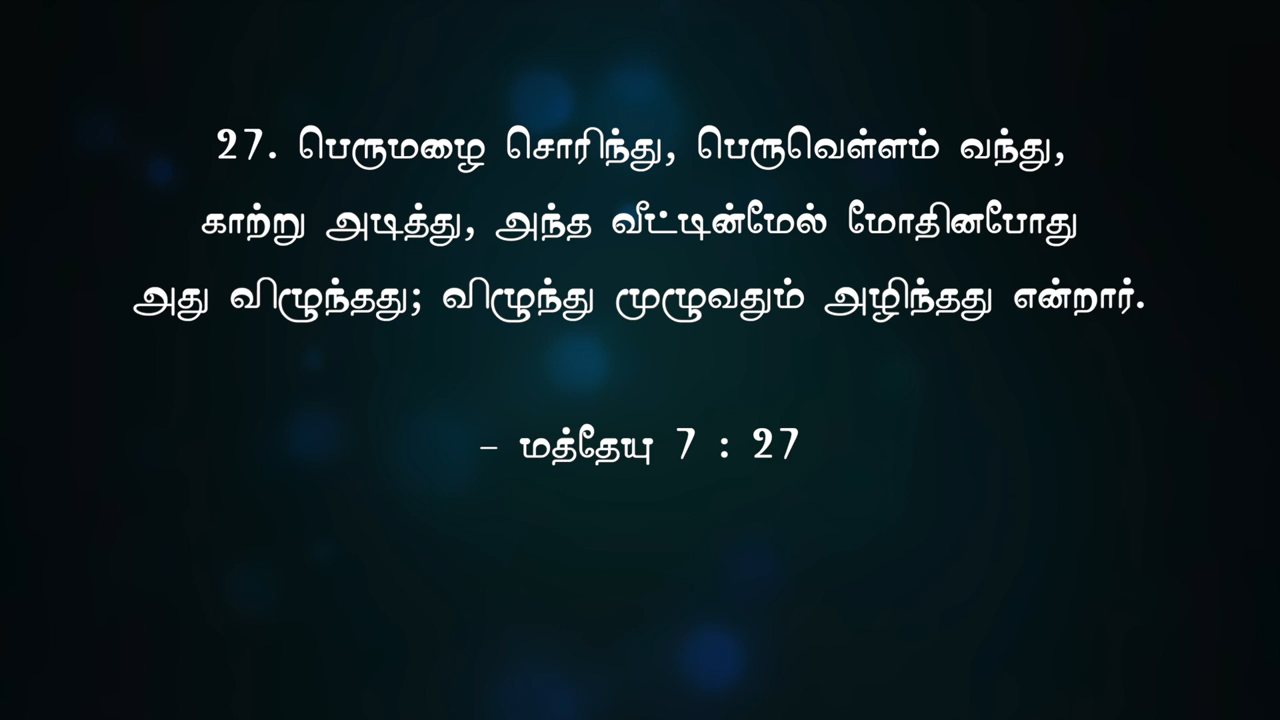 27. பெருமழை சொரிந்து, பெருவெள்ளம் வந்து,
காற்று அடித்து, அந்த வீட்டின்மேல் மோதினபோது
அது விழுந்தது; விழுந்து முழுவதும் அழிந்தது என்றார்.
- மத்தேயு 7 : 27